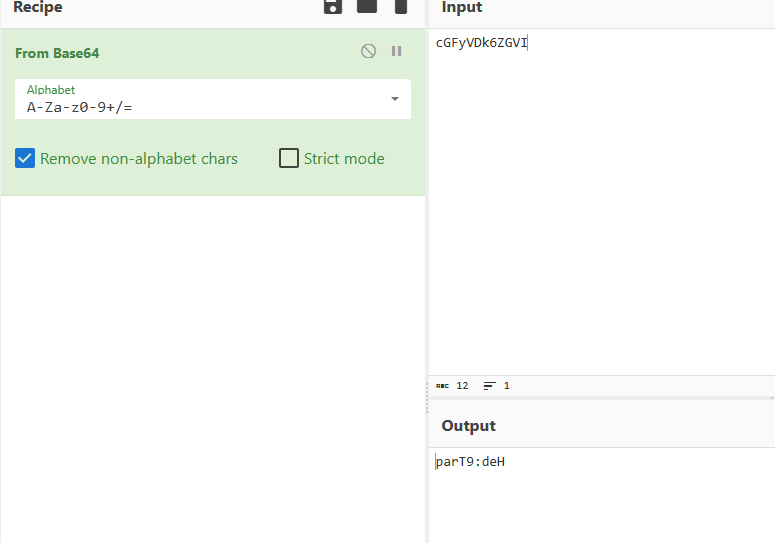 Recipe
From Base64
Alphabet
A-Za-z0-9+/=
Remove non-alphabet chars
Strict mode
Input
cGFyVDk6ZGVI
REC 12
1
Output
parT9:deH